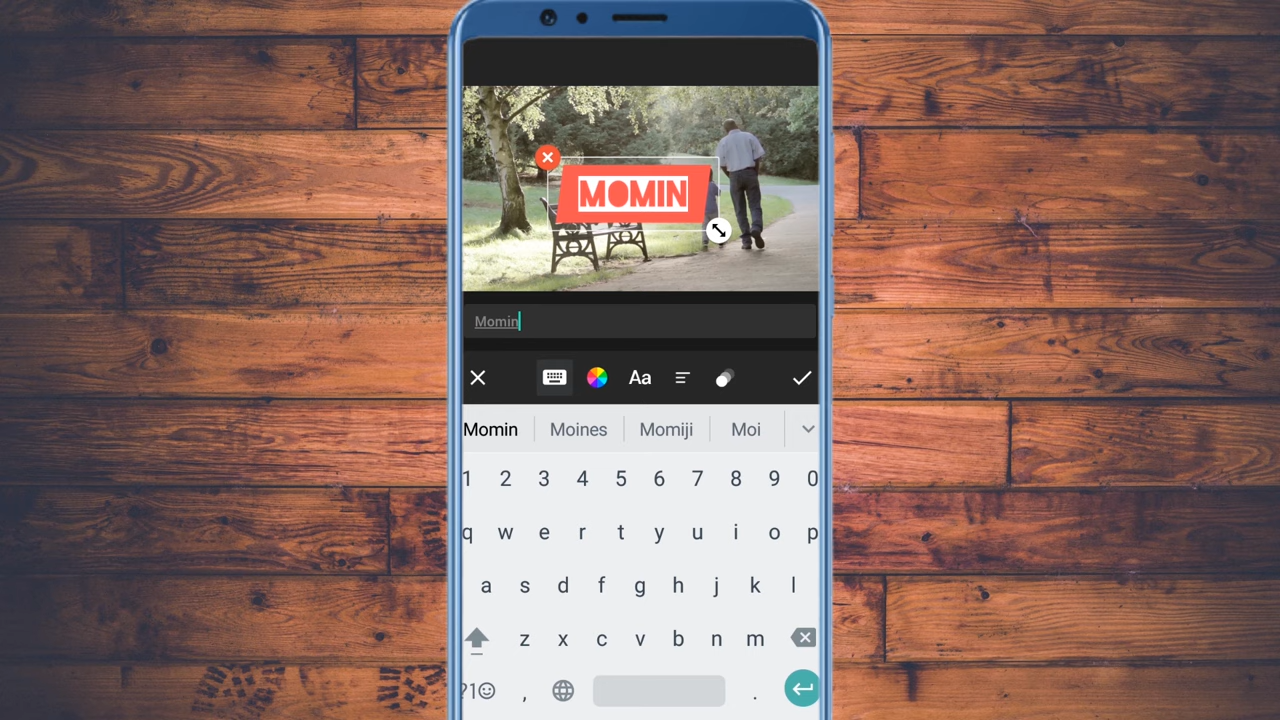 MOMIN
Momin
Aa
Momin Moines Momiji Moi
1 2 3 4 5 6 7 8 9 0
q w e r t y u i o p
a s d f g h j k l
z x c v b n m
?1☺ , .